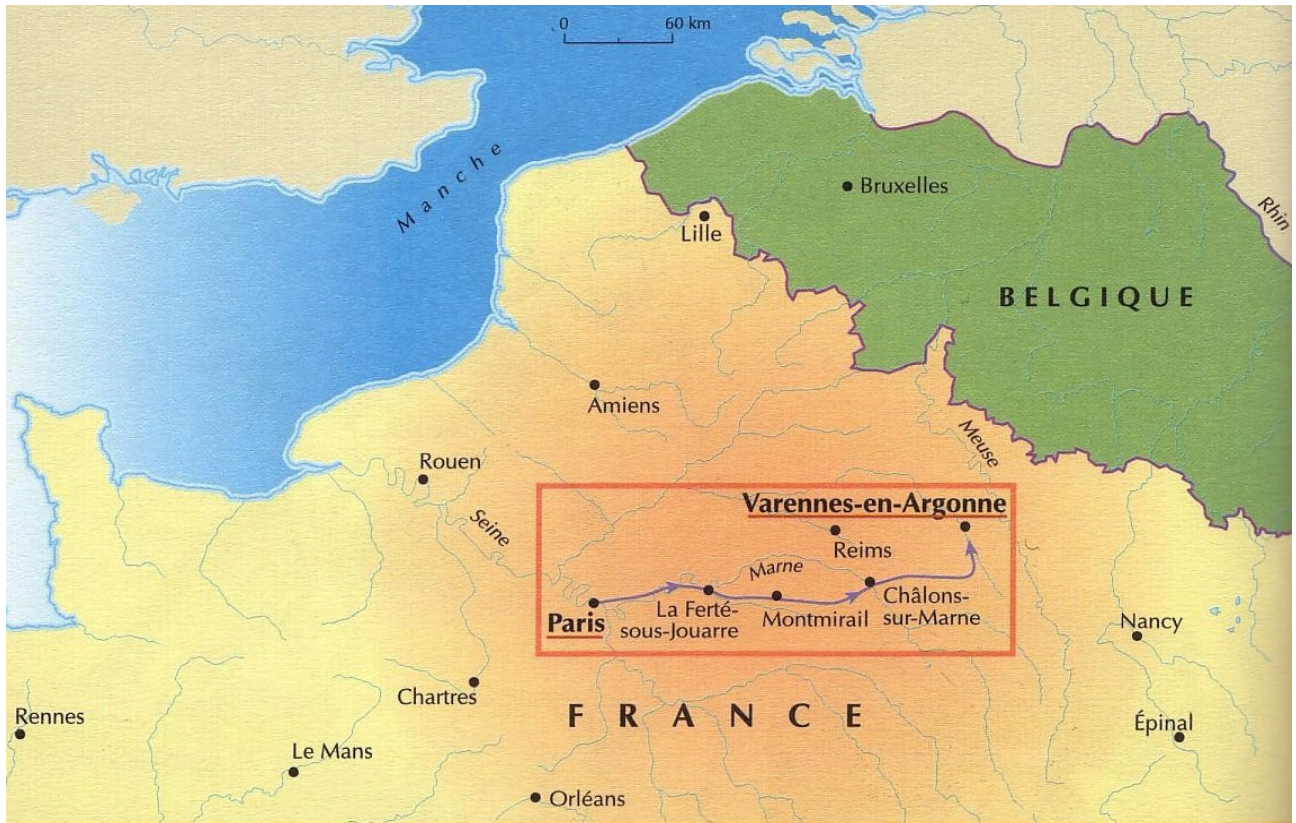 0 60 km
Manche
Bruxelles
Rhin
Lille
BELGIQUE
Amiens
Meuse
Rouen
Seine
Varennes-en-Argonne
Reims
Marne
La Ferté-
sous-Jouarre
Montmirail
Châlons-
sur-Marne
Paris
Nancy
Chartres
FRANCE
Rennes
Épinal
Le Mans
Orléans